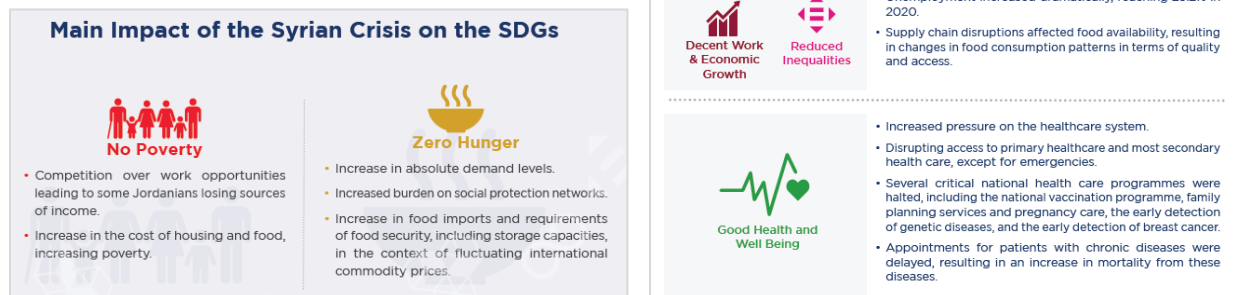 Main Impact of the Syrian Crisis on the SDGs
No Poverty
• Competition over work opportunities
leading to some Jordanians losing sources
of income.
• Increase in the cost of housing and food,
increasing poverty.
Zero Hunger
• Increase in absolute demand levels.
• Increased burden on social protection networks.
• Increase in food imports and requirements
of food security, including storage capacities,
in the context of fluctuating international
commodity prices.
Decent Work
& Economic
Growth
Reduced
Inequalities
2020.
• Supply chain disruptions affected food availability, resulting
in changes in food consumption patterns in terms of quality
and access.
Good Health and
Well Being
• Increased pressure on the healthcare system.
• Disrupting access to primary healthcare and most secondary
health care, except for emergencies.
• Several critical national health care programmes were
halted, including the national vaccination programme, family
planning services and pregnancy care, the early detection
of genetic diseases, and the early detection of breast cancer.
• Appointments for patients with chronic diseases were
delayed, resulting in an increase in mortality from these
diseases.